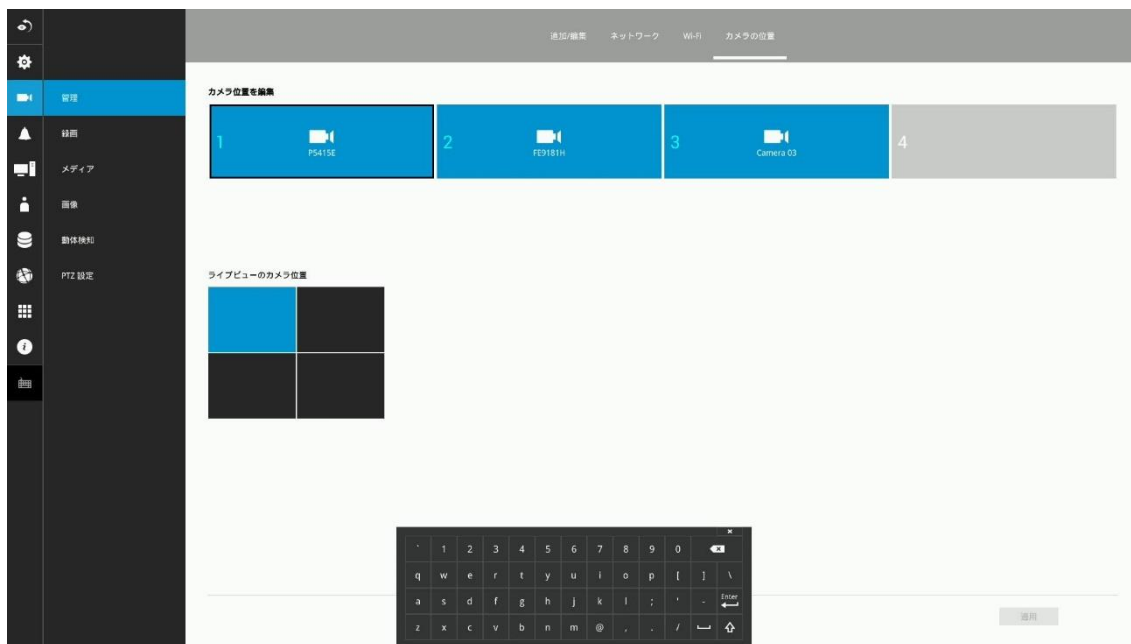 追加/編集 ネットワーク Wi-Fi カメラの位置
管理
録画
メディア
画像
動体検知
PTZ 設定
カメラ位置を編集
1 PS415E
2 FE9181H
3 Camera 03
4
ライブビューのカメラ位置
` 1 2 3 4 5 6 7 8 9 0
q w e r t y u i o p [ ] \
a s d f g h j k l ; ' - Enter
z x c v b n m @ , . /
適用